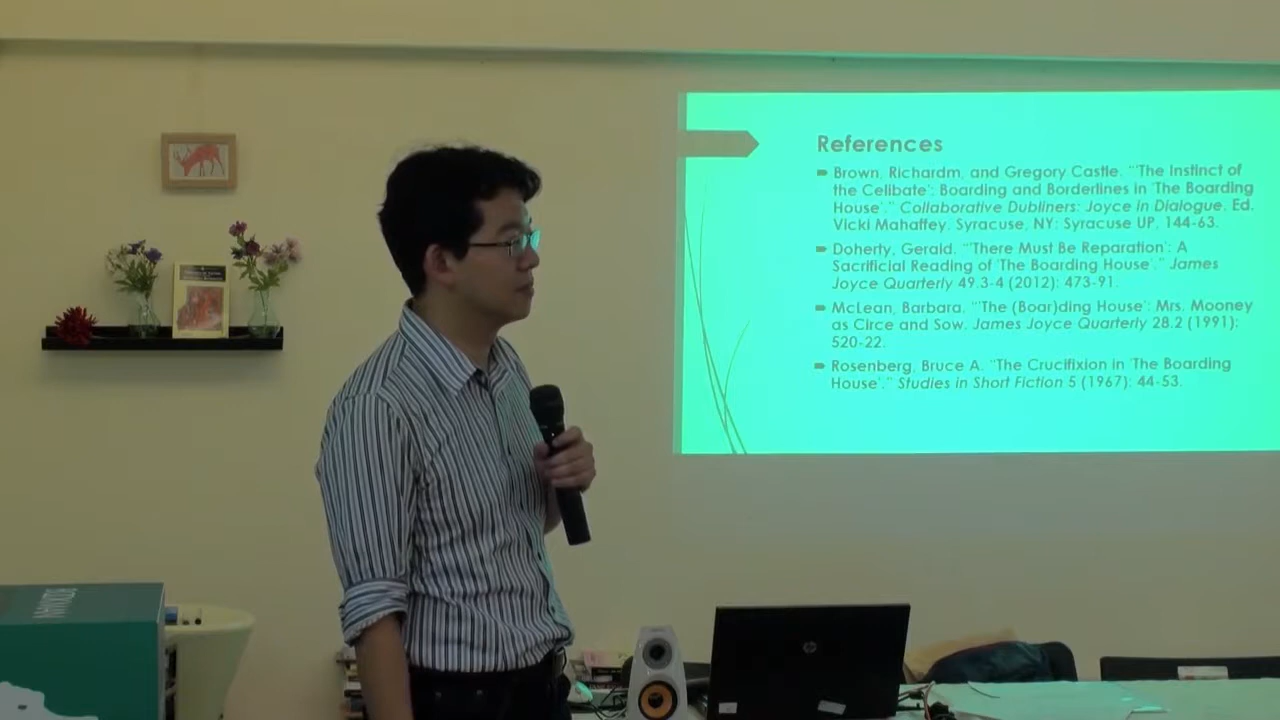 References
Brown, Richardm, and Gregory Castle. “‘The Instinct of
the Celibate’: Boarding and Borderlines in ‘The Boarding
House’.” Collaborative Dubliners: Joyce in Dialogue. Ed.
Vicki Mahaffey. Syracuse, NY: Syracuse UP, 144-63.
Doherty, Gerald. “‘There Must Be Reparation’: A
Sacrificial Reading of ‘The Boarding House’.” James
Joyce Quarterly 49.3-4 (2012): 473-91.
McLean, Barbara. “‘The (Boar)ding House’: Mrs. Mooney
as Circe and Sow. James Joyce Quarterly 28.2 (1991):
520-22.
Rosenberg, Bruce A. “The Crucifixion in ‘The Boarding
House’.” Studies in Short Fiction 5 (1967): 44-53.
hp